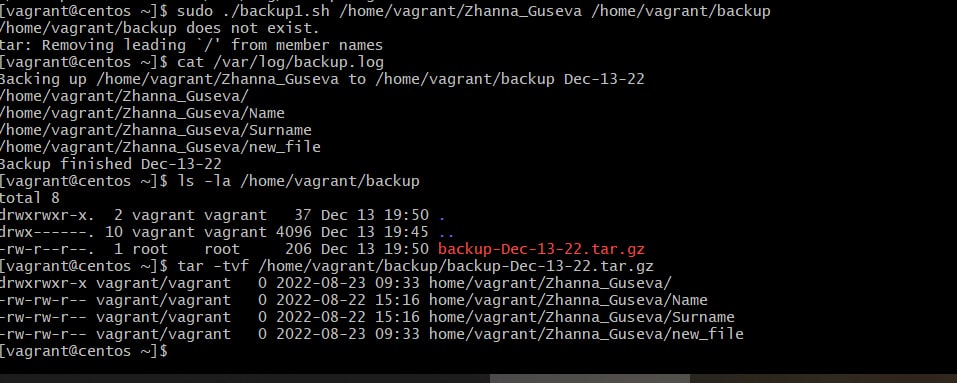 [vagrant@centos ~]$ sudo ./backup1.sh /home/vagrant/Zhanna_Guseva /home/vagrant/backup
/home/vagrant/backup does not exist.
tar: Removing leading `/' from member names
[vagrant@centos ~]$ cat /var/log/backup.log
Backing up /home/vagrant/Zhanna_Guseva to /home/vagrant/backup Dec-13-22
/home/vagrant/Zhanna_Guseva/
/home/vagrant/Zhanna_Guseva/Name
/home/vagrant/Zhanna_Guseva/Surname
/home/vagrant/Zhanna_Guseva/new_file
Backup finished Dec-13-22
[vagrant@centos ~]$ ls -la /home/vagrant/backup
total 8
drwxrwxr-x.  2 vagrant vagrant   37 Dec 13 19:50 .
drwx------. 10 vagrant vagrant 4096 Dec 13 19:45 ..
-rw-r--r--.  1 root    root     206 Dec 13 19:50 backup-Dec-13-22.tar.gz
[vagrant@centos ~]$ tar -tvf /home/vagrant/backup/backup-Dec-13-22.tar.gz
drwxrwxr-x vagrant/vagrant   0 2022-08-23 09:33 home/vagrant/Zhanna_Guseva/
-rw-rw-r-- vagrant/vagrant   0 2022-08-22 15:16 home/vagrant/Zhanna_Guseva/Name
-rw-rw-r-- vagrant/vagrant   0 2022-08-22 15:16 home/vagrant/Zhanna_Guseva/Surname
-rw-rw-r-- vagrant/vagrant   0 2022-08-23 09:33 home/vagrant/Zhanna_Guseva/new_file
[vagrant@centos ~]$